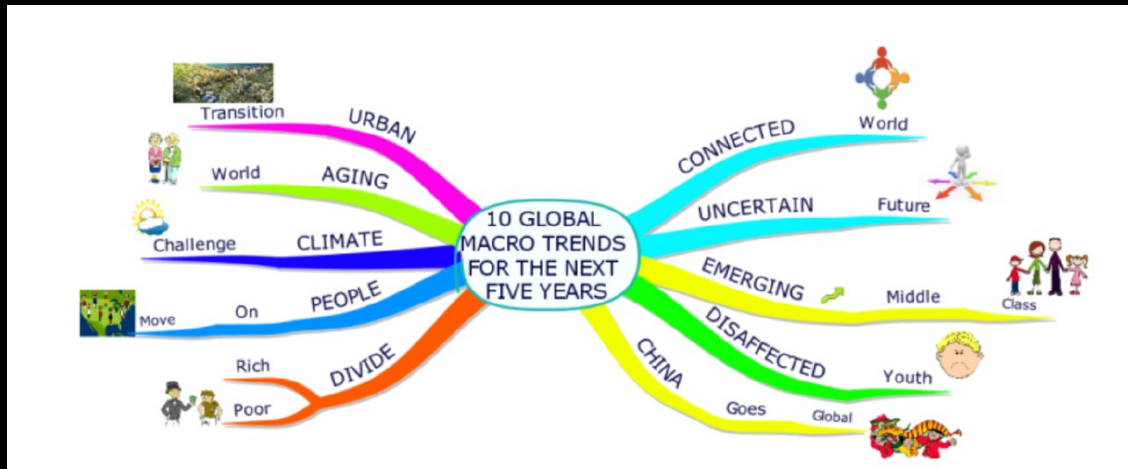 10 GLOBAL
MACRO TRENDS
FOR THE NEXT
FIVE YEARS
CONNECTED World
UNCERTAIN Future
EMERGING Middle Class
DISAFFECTED Youth
CHINA Goes Global
DIVIDE Rich Poor
PEOPLE On Move
CLIMATE Challenge
AGING World
URBAN Transition